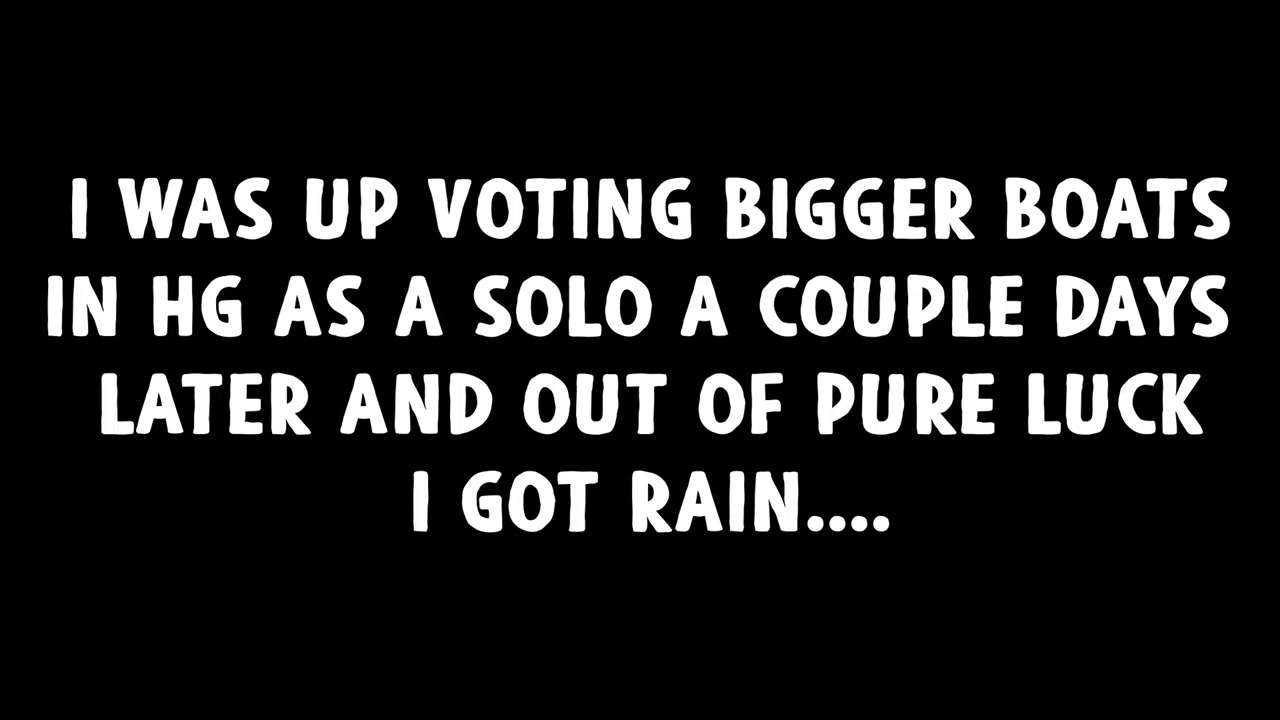 I WAS UP VOTING BIGGER BOATS
IN HG AS A SOLO A COUPLE DAYS
LATER AND OUT OF PURE LUCK
I GOT RAIN....